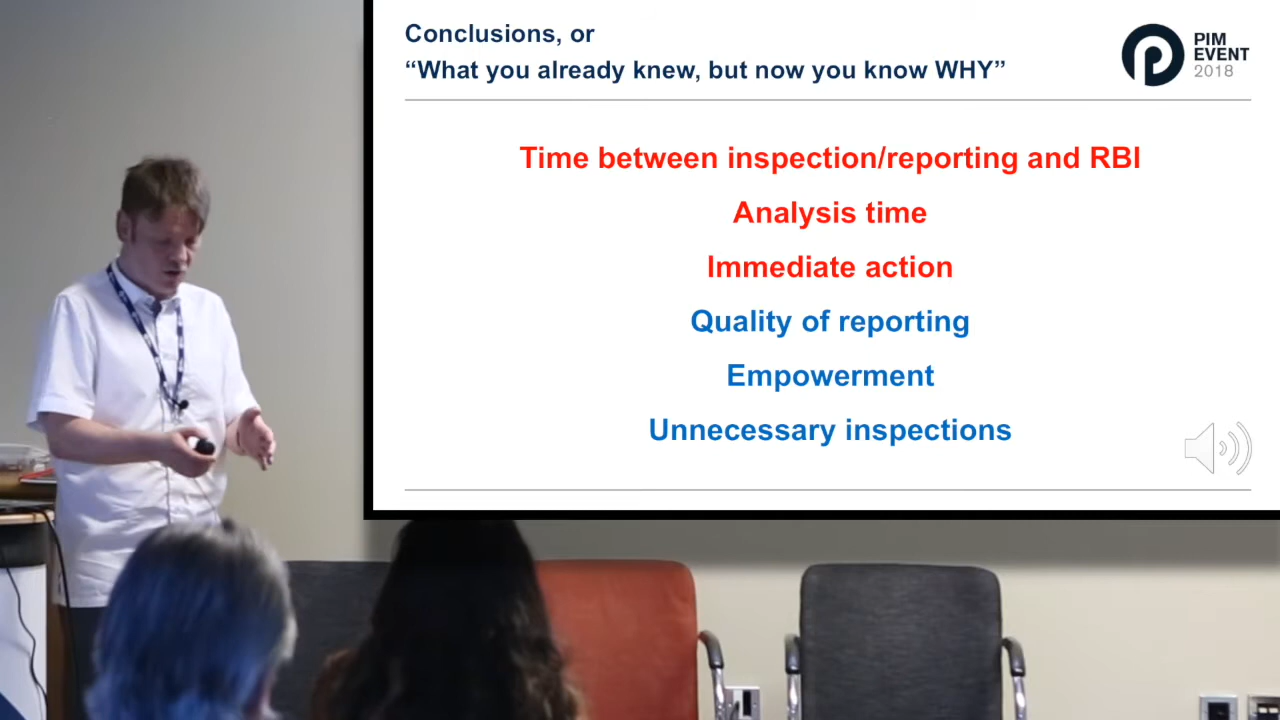 Conclusions, or
“What you already knew, but now you know WHY”
PIM
EVENT
2018
Time between inspection/reporting and RBI
Analysis time
Immediate action
Quality of reporting
Empowerment
Unnecessary inspections